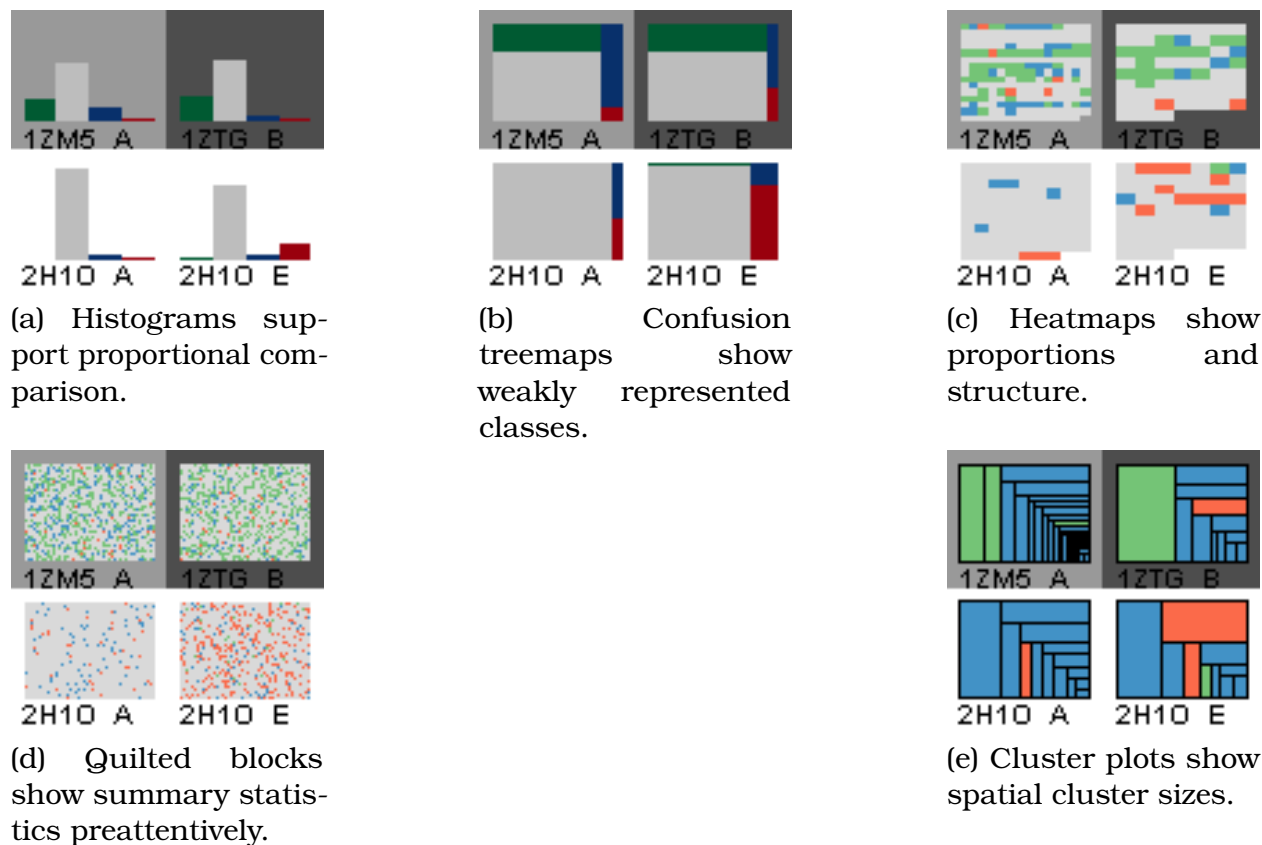 1ZM5 A 1ZTG B
2H1O A 2H1O E
(a) Histograms sup-
port proportional com-
parison.
1ZM5 A 1ZTG B
2H1O A 2H1O E
(b) Confusion
treemaps show
weakly represented
classes.
1ZM5 A 1ZTG B
2H1O A 2H1O E
(c) Heatmaps show
proportions and
structure.
1ZM5 A 1ZTG B
2H1O A 2H1O E
(d) Quilted blocks
show summary statis-
tics preattentively.
1ZM5 A 1ZTG B
2H1O A 2H1O E
(e) Cluster plots show
spatial cluster sizes.